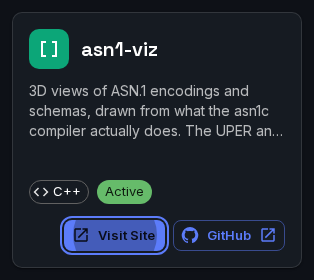 [ ] asn1-viz
3D views of ASN.1 encodings and
schemas, drawn from what the asn1c
compiler actually does. The UPER an...
<> C++ Active
Visit Site GitHub